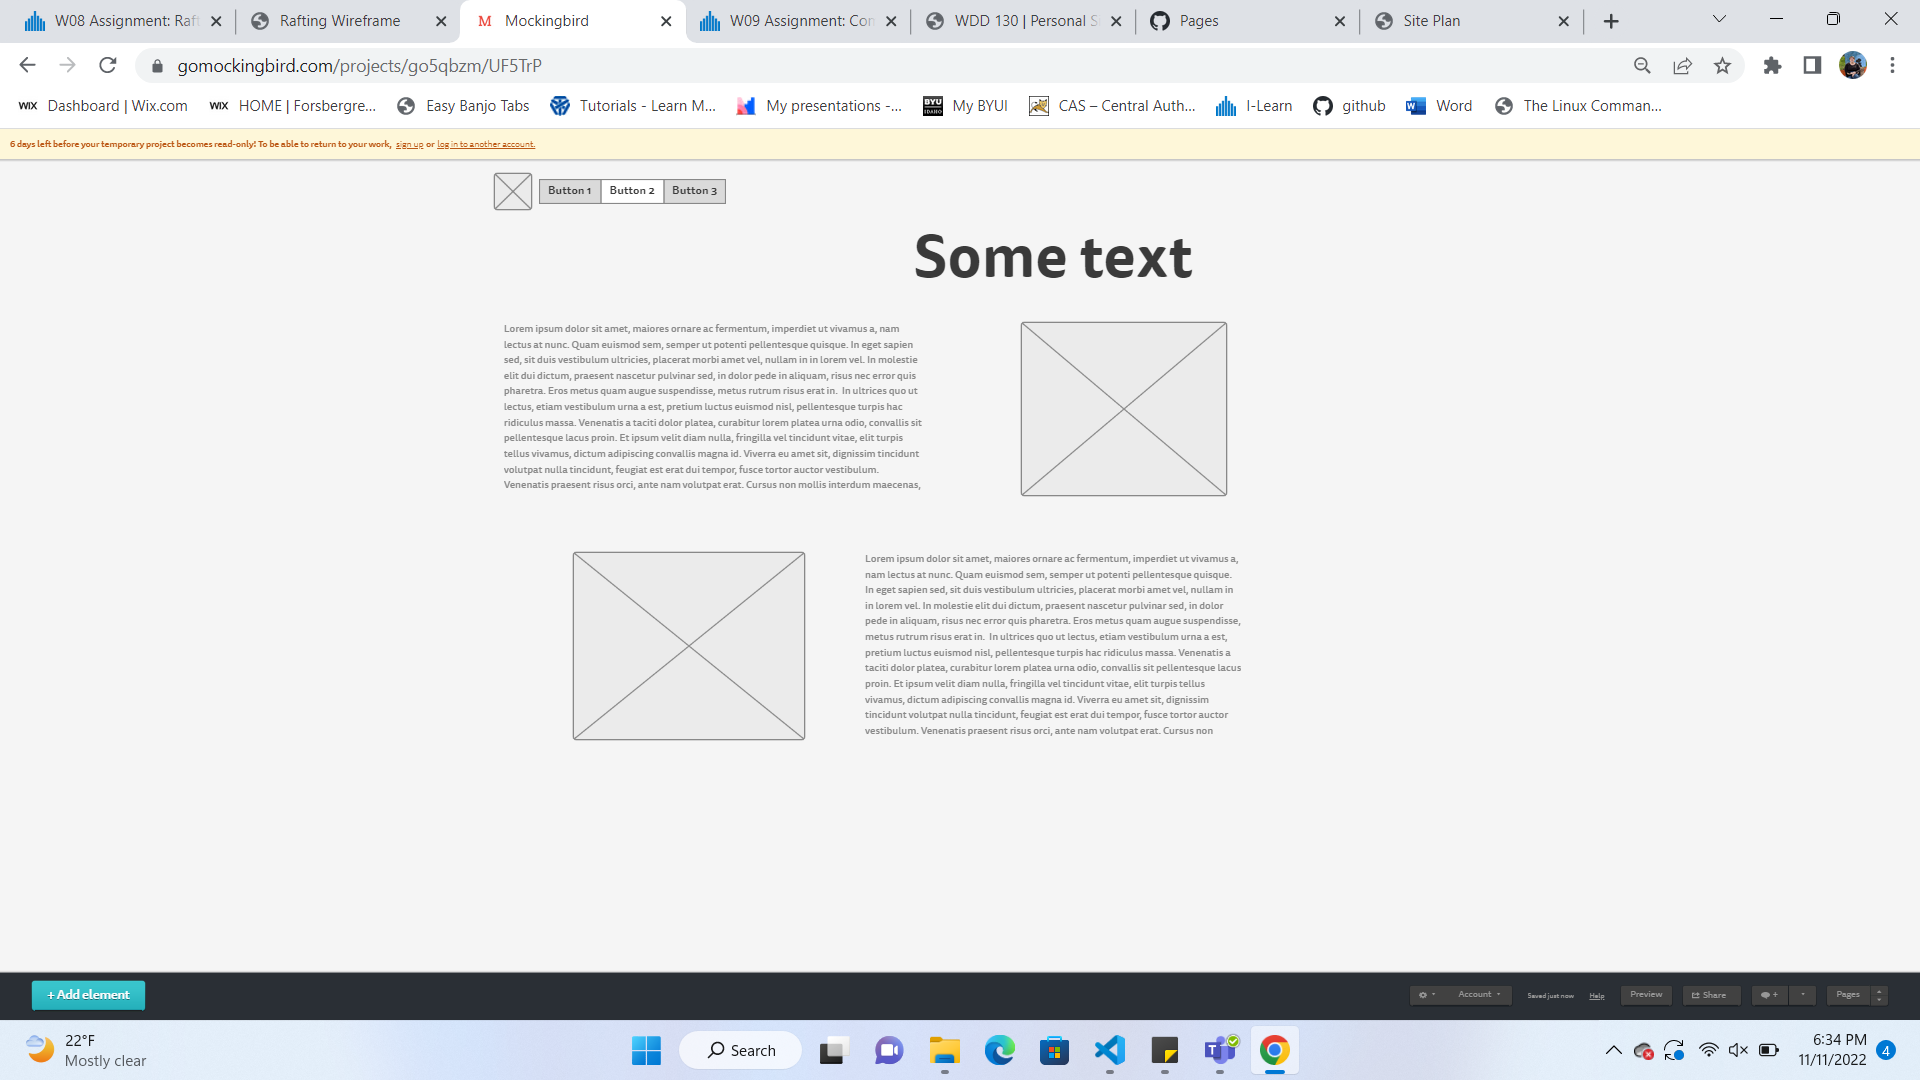 W08 Assignment: Raft
Rafting Wireframe
M Mockingbird
W09 Assignment: Con
WDD 130 | Personal S
Pages
Site Plan
gomockingbird.com/projects/go5qbzm/UF5TrP
WIX Dashboard | Wix.com
WIX HOME | Forsbergre...
Easy Banjo Tabs
Tutorials - Learn M...
My presentations -...
BYU IDAHO My BYUI
CAS – Central Auth...
I-Learn
github
Word
The Linux Comman...
6 days left before your temporary project becomes read-only! To be able to return to your work, sign up or log in to another account.
Button 1 Button 2 Button 3
Some text
Lorem ipsum dolor sit amet, maiores ornare ac fermentum, imperdiet ut vivamus a, nam
lectus at nunc. Quam euismod sem, semper ut potenti pellentesque quisque. In eget sapien
sed, sit duis vestibulum ultricies, placerat morbi amet vel, nullam in in lorem vel. In molestie
elit dui dictum, praesent nascetur pulvinar sed, in dolor pede in aliquam, risus nec error quis
pharetra. Eros metus quam augue suspendisse, metus rutrum risus erat in. In ultrices quo ut
lectus, etiam vestibulum urna a est, pretium luctus euismod nisl, pellentesque turpis hac
ridiculus massa. Venenatis a taciti dolor platea, curabitur lorem platea urna odio, convallis sit
pellentesque lacus proin. Et ipsum velit diam nulla, fringilla vel tincidunt vitae, elit turpis
tellus vivamus, dictum adipiscing convallis magna id. Viverra eu amet sit, dignissim tincidunt
volutpat nulla tincidunt, feugiat est erat dui tempor, fusce tortor auctor vestibulum.
Venenatis praesent risus orci, ante nam volutpat erat. Cursus non mollis interdum maecenas,
Lorem ipsum dolor sit amet, maiores ornare ac fermentum, imperdiet ut vivamus a,
nam lectus at nunc. Quam euismod sem, semper ut potenti pellentesque quisque.
In eget sapien sed, sit duis vestibulum ultricies, placerat morbi amet vel, nullam in
in lorem vel. In molestie elit dui dictum, praesent nascetur pulvinar sed, in dolor
pede in aliquam, risus nec error quis pharetra. Eros metus quam augue suspendisse,
metus rutrum risus erat in. In ultrices quo ut lectus, etiam vestibulum urna a est,
pretium luctus euismod nisl, pellentesque turpis hac ridiculus massa. Venenatis a
taciti dolor platea, curabitur lorem platea urna odio, convallis sit pellentesque lacus
proin. Et ipsum velit diam nulla, fringilla vel tincidunt vitae, elit turpis tellus
vivamus, dictum adipiscing convallis magna id. Viverra eu amet sit, dignissim
tincidunt volutpat nulla tincidunt, feugiat est erat dui tempor, fusce tortor auctor
vestibulum. Venenatis praesent risus orci, ante nam volutpat erat. Cursus non
+ Add element
Account
Saved just now
Help
Preview
Share
+
Pages
22°F
Mostly clear
Search
6:34 PM
11/11/2022
4